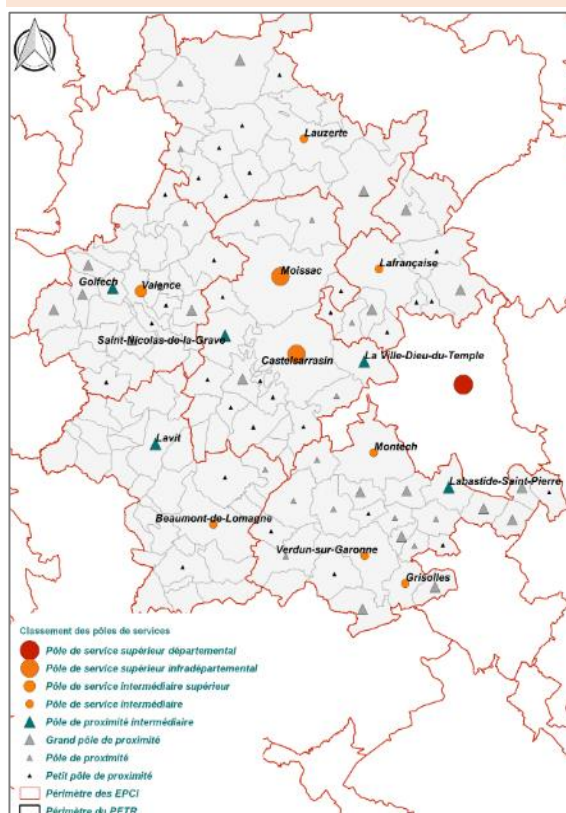 Lauzerte
Lafrançaise
Moissac
Golfech
Valence
Saint-Nicolas-de-la-Grave
Castelsarrasin
La Ville-Dieu-du-Temple
Lavit
Montech
Labastide-Saint-Pierre
Beaumont-de-Lomagne
Verdun-sur-Garonne
Grisolles
Classement des pôles de services
Pôle de service supérieur départemental
Pôle de service supérieur infradépartemental
Pôle de service intermédiaire supérieur
Pôle de service intermédiaire
Pôle de proximité intermédiaire
Grand pôle de proximité
Pôle de proximité
Petit pôle de proximité
Périmètre des EPCI
Périmètre du PETR